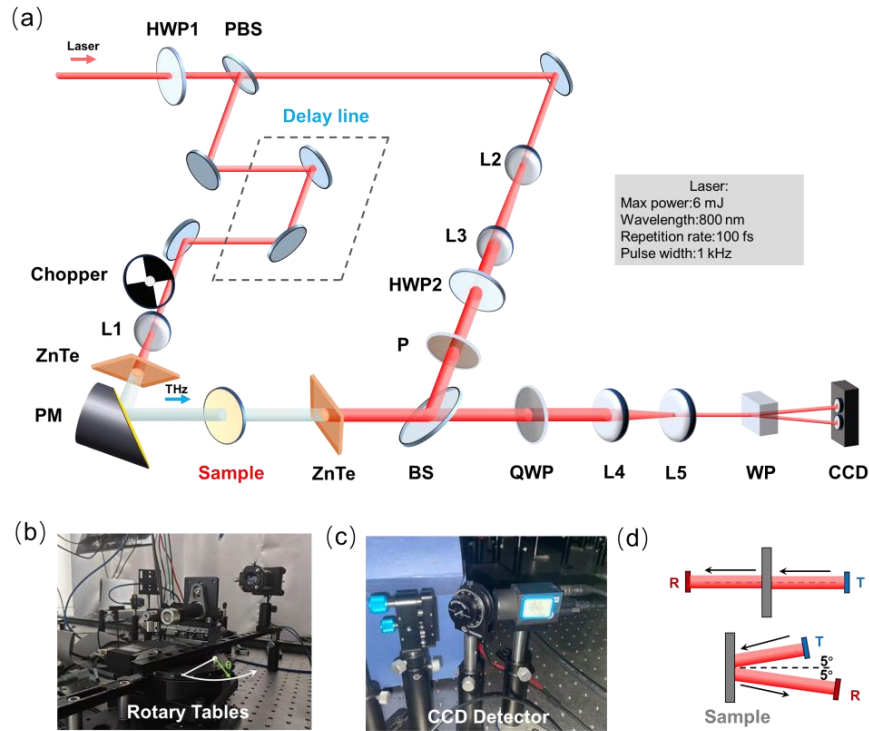 (a)
HWP1
PBS
Laser
Delay line
L2
Laser:
Max power:6 mJ
Wavelength:800 nm
Repetition rate:100 fs
Pulse width:1 kHz
L3
Chopper
HWP2
L1
P
ZnTe
THz
PM
Sample
ZnTe
BS
QWP
L4
L5
WP
CCD
(b)
θ
Rotary Tables
(c)
CCD Detector
(d)
R
T
T
5°
5°
R
Sample